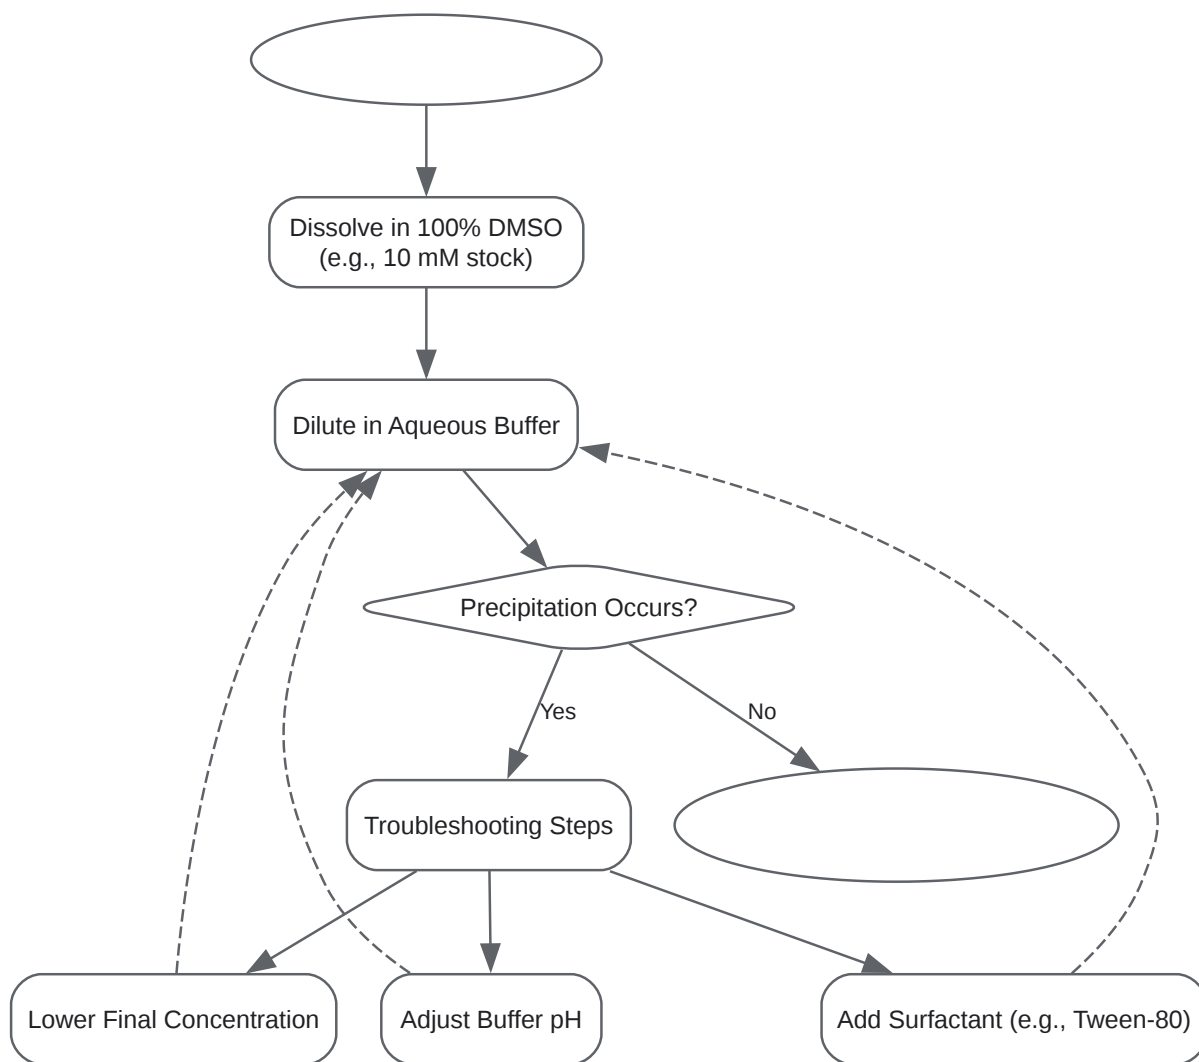 Dissolve in 100% DMSO
(e.g., 10 mM stock)
Dilute in Aqueous Buffer
Precipitation Occurs?
Yes
No
Troubleshooting Steps
Lower Final Concentration
Adjust Buffer pH
Add Surfactant (e.g., Tween-80)